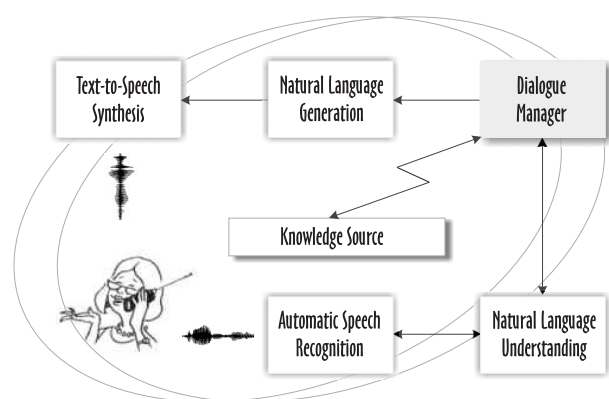 Text-to-Speech
Synthesis
Natural Language
Generation
Dialogue
Manager
Knowledge Source
Automatic Speech
Recognition
Natural Language
Understanding